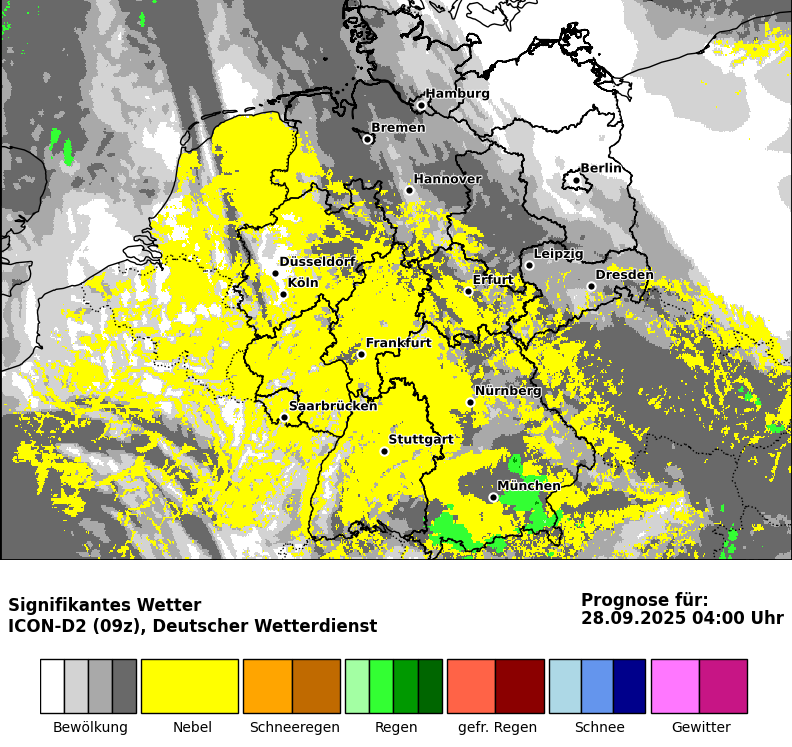 Hamburg
Bremen
Berlin
Hannover
Leipzig
Düsseldorf
Dresden
Köln
Erfurt
Frankfurt
Nürnberg
Saarbrücken
Stuttgart
München
Signifikantes Wetter
ICON-D2 (09z), Deutscher Wetterdienst
Prognose für:
28.09.2025 04:00 Uhr
Bewölkung Nebel Schneeregen Regen gefr. Regen Schnee Gewitter